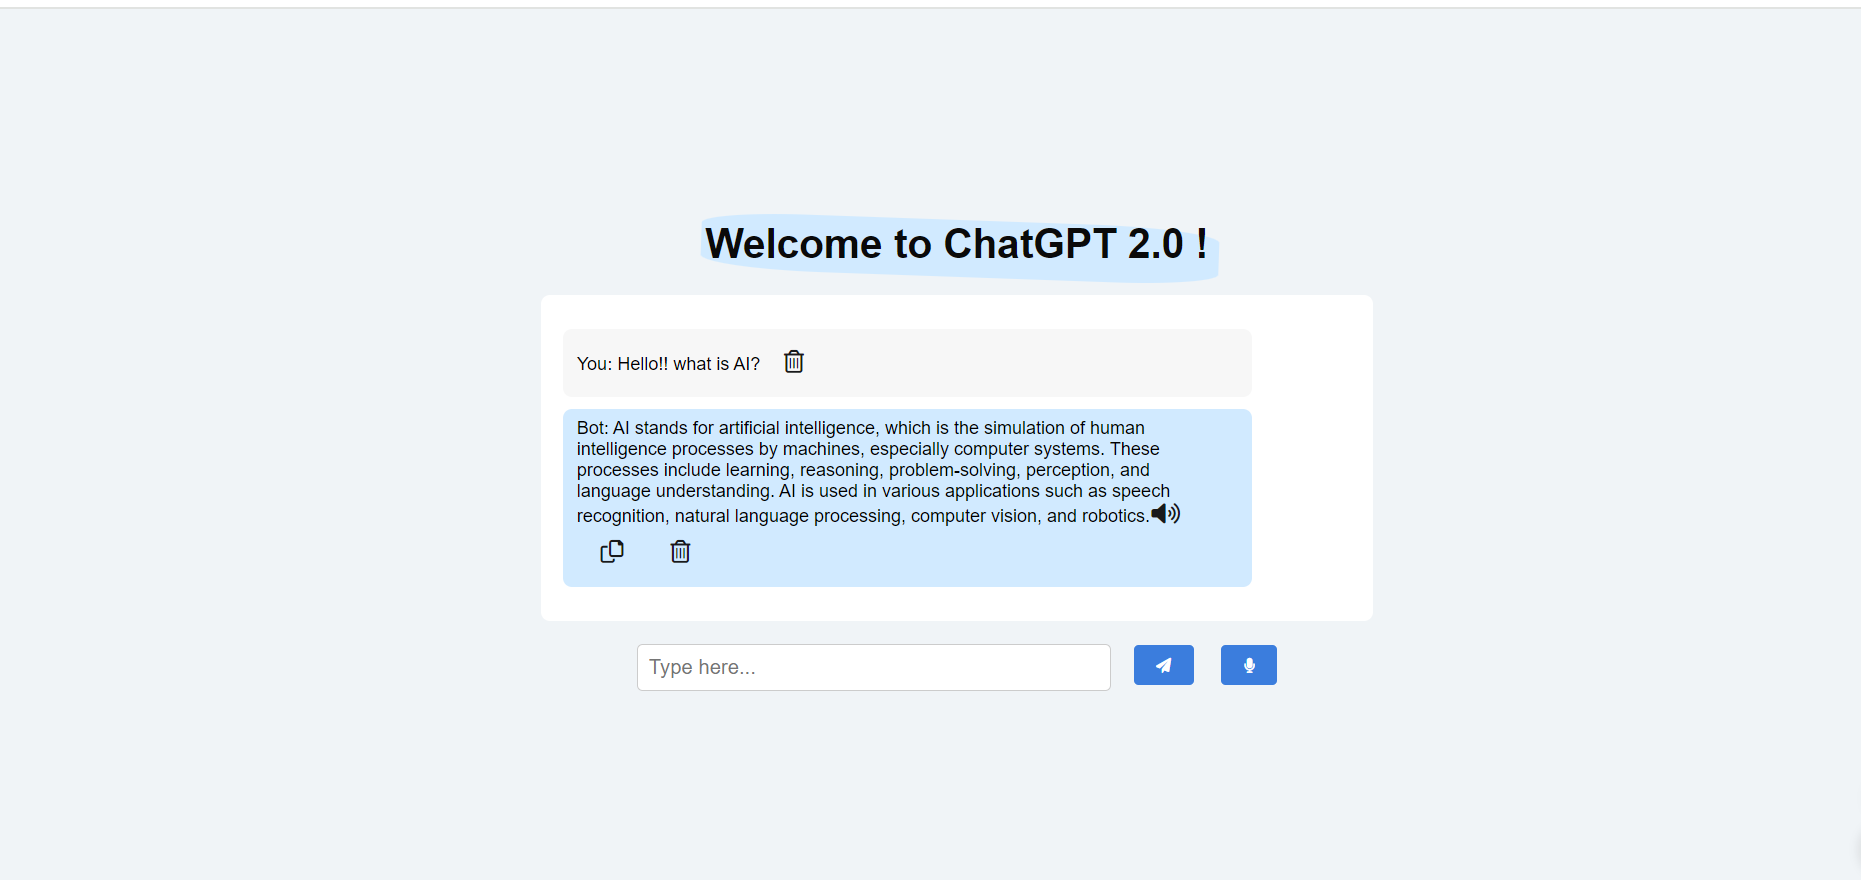 Welcome to ChatGPT 2.0 !
You: Hello!! what is AI?
Bot: AI stands for artificial intelligence, which is the simulation of human
intelligence processes by machines, especially computer systems. These
processes include learning, reasoning, problem-solving, perception, and
language understanding. AI is used in various applications such as speech
recognition, natural language processing, computer vision, and robotics.
Type here...